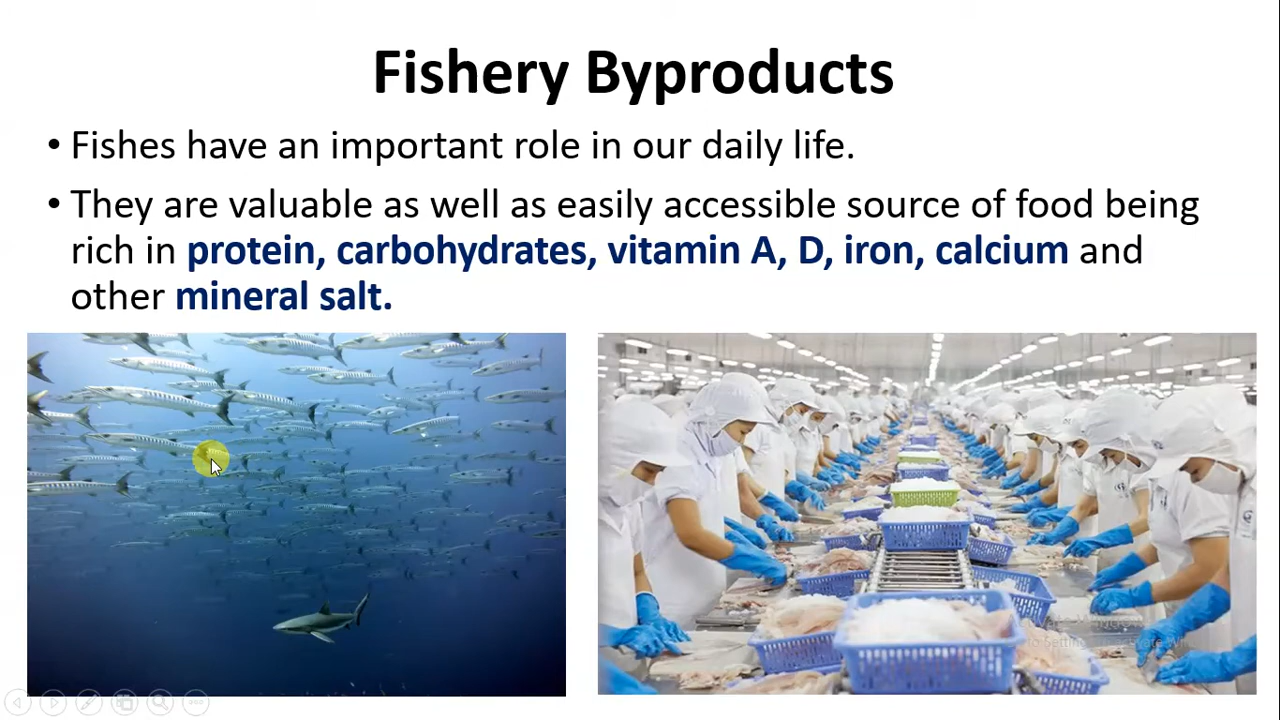 Fishery Byproducts
• Fishes have an important role in our daily life.
• They are valuable as well as easily accessible source of food being
rich in protein, carbohydrates, vitamin A, D, iron, calcium and
other mineral salt.